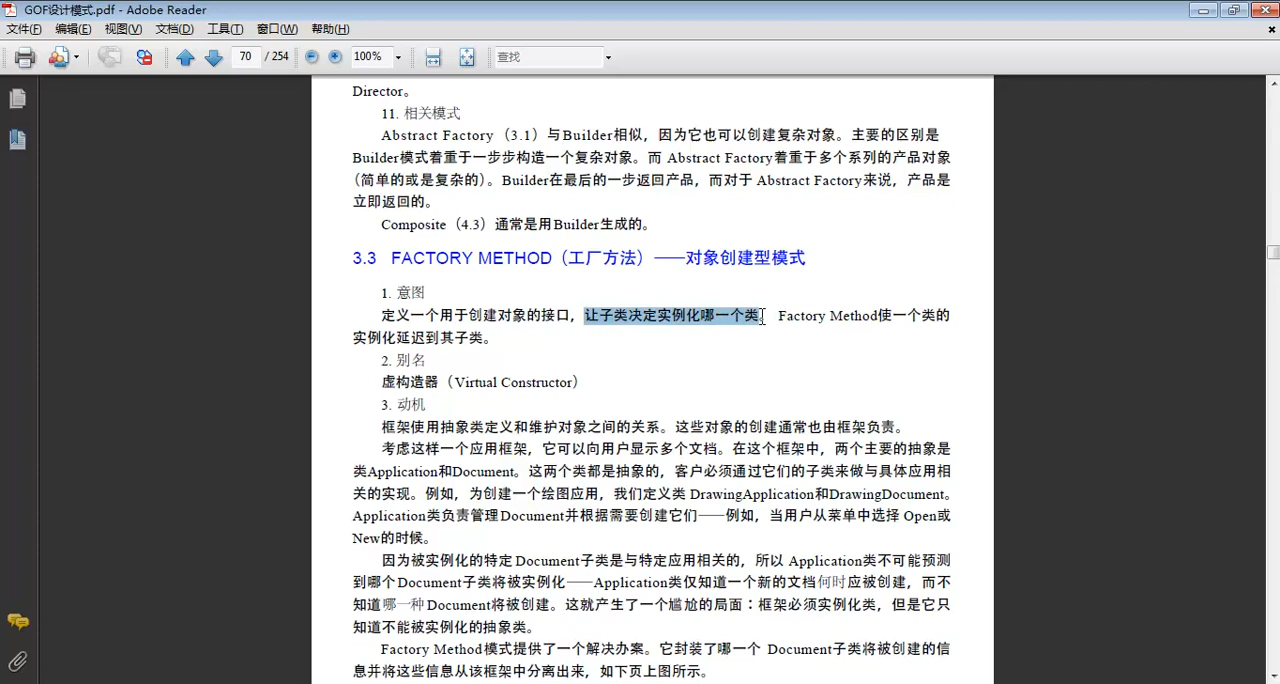 GOF设计模式.pdf - Adobe Reader
文件(F) 编辑(E) 视图(V) 文档(D) 工具(T) 窗口(W) 帮助(H)
70 / 254 100% 查找
Director。
11. 相关模式
Abstract Factory（3.1）与Builder相似，因为它也可以创建复杂对象。主要的区别是
Builder模式着重于一步步构造一个复杂对象。而 Abstract Factory着重于多个系列的产品对象
（简单的或是复杂的）。Builder在最后的一步返回产品，而对于 Abstract Factory来说，产品是
立即返回的。
Composite（4.3）通常是用Builder生成的。
3.3 FACTORY METHOD（工厂方法）——对象创建型模式
1. 意图
定义一个用于创建对象的接口，让子类决定实例化哪一个类。 Factory Method使一个类的
实例化延迟到其子类。
2. 别名
虚构造器（Virtual Constructor）
3. 动机
框架使用抽象类定义和维护对象之间的关系。这些对象的创建通常也由框架负责。
考虑这样一个应用框架，它可以向用户显示多个文档。在这个框架中，两个主要的抽象是
类Application和Document。这两个类都是抽象的，客户必须通过它们的子类来做与具体应用相
关的实现。例如，为创建一个绘图应用，我们定义类 DrawingApplication和DrawingDocument。
Application类负责管理Document并根据需要创建它们——例如，当用户从菜单中选择 Open或
New的时候。
因为被实例化的特定Document子类是与特定应用相关的，所以 Application类不可能预测
到哪个Document子类将被实例化——Application类仅知道一个新的文档何时应被创建，而不
知道哪一种Document将被创建。这就产生了一个尴尬的局面：框架必须实例化类，但是它只
知道不能被实例化的抽象类。
Factory Method模式提供了一个解决办案。它封装了哪一个 Document子类将被创建的信
息并将这些信息从该框架中分离出来，如下页上图所示。